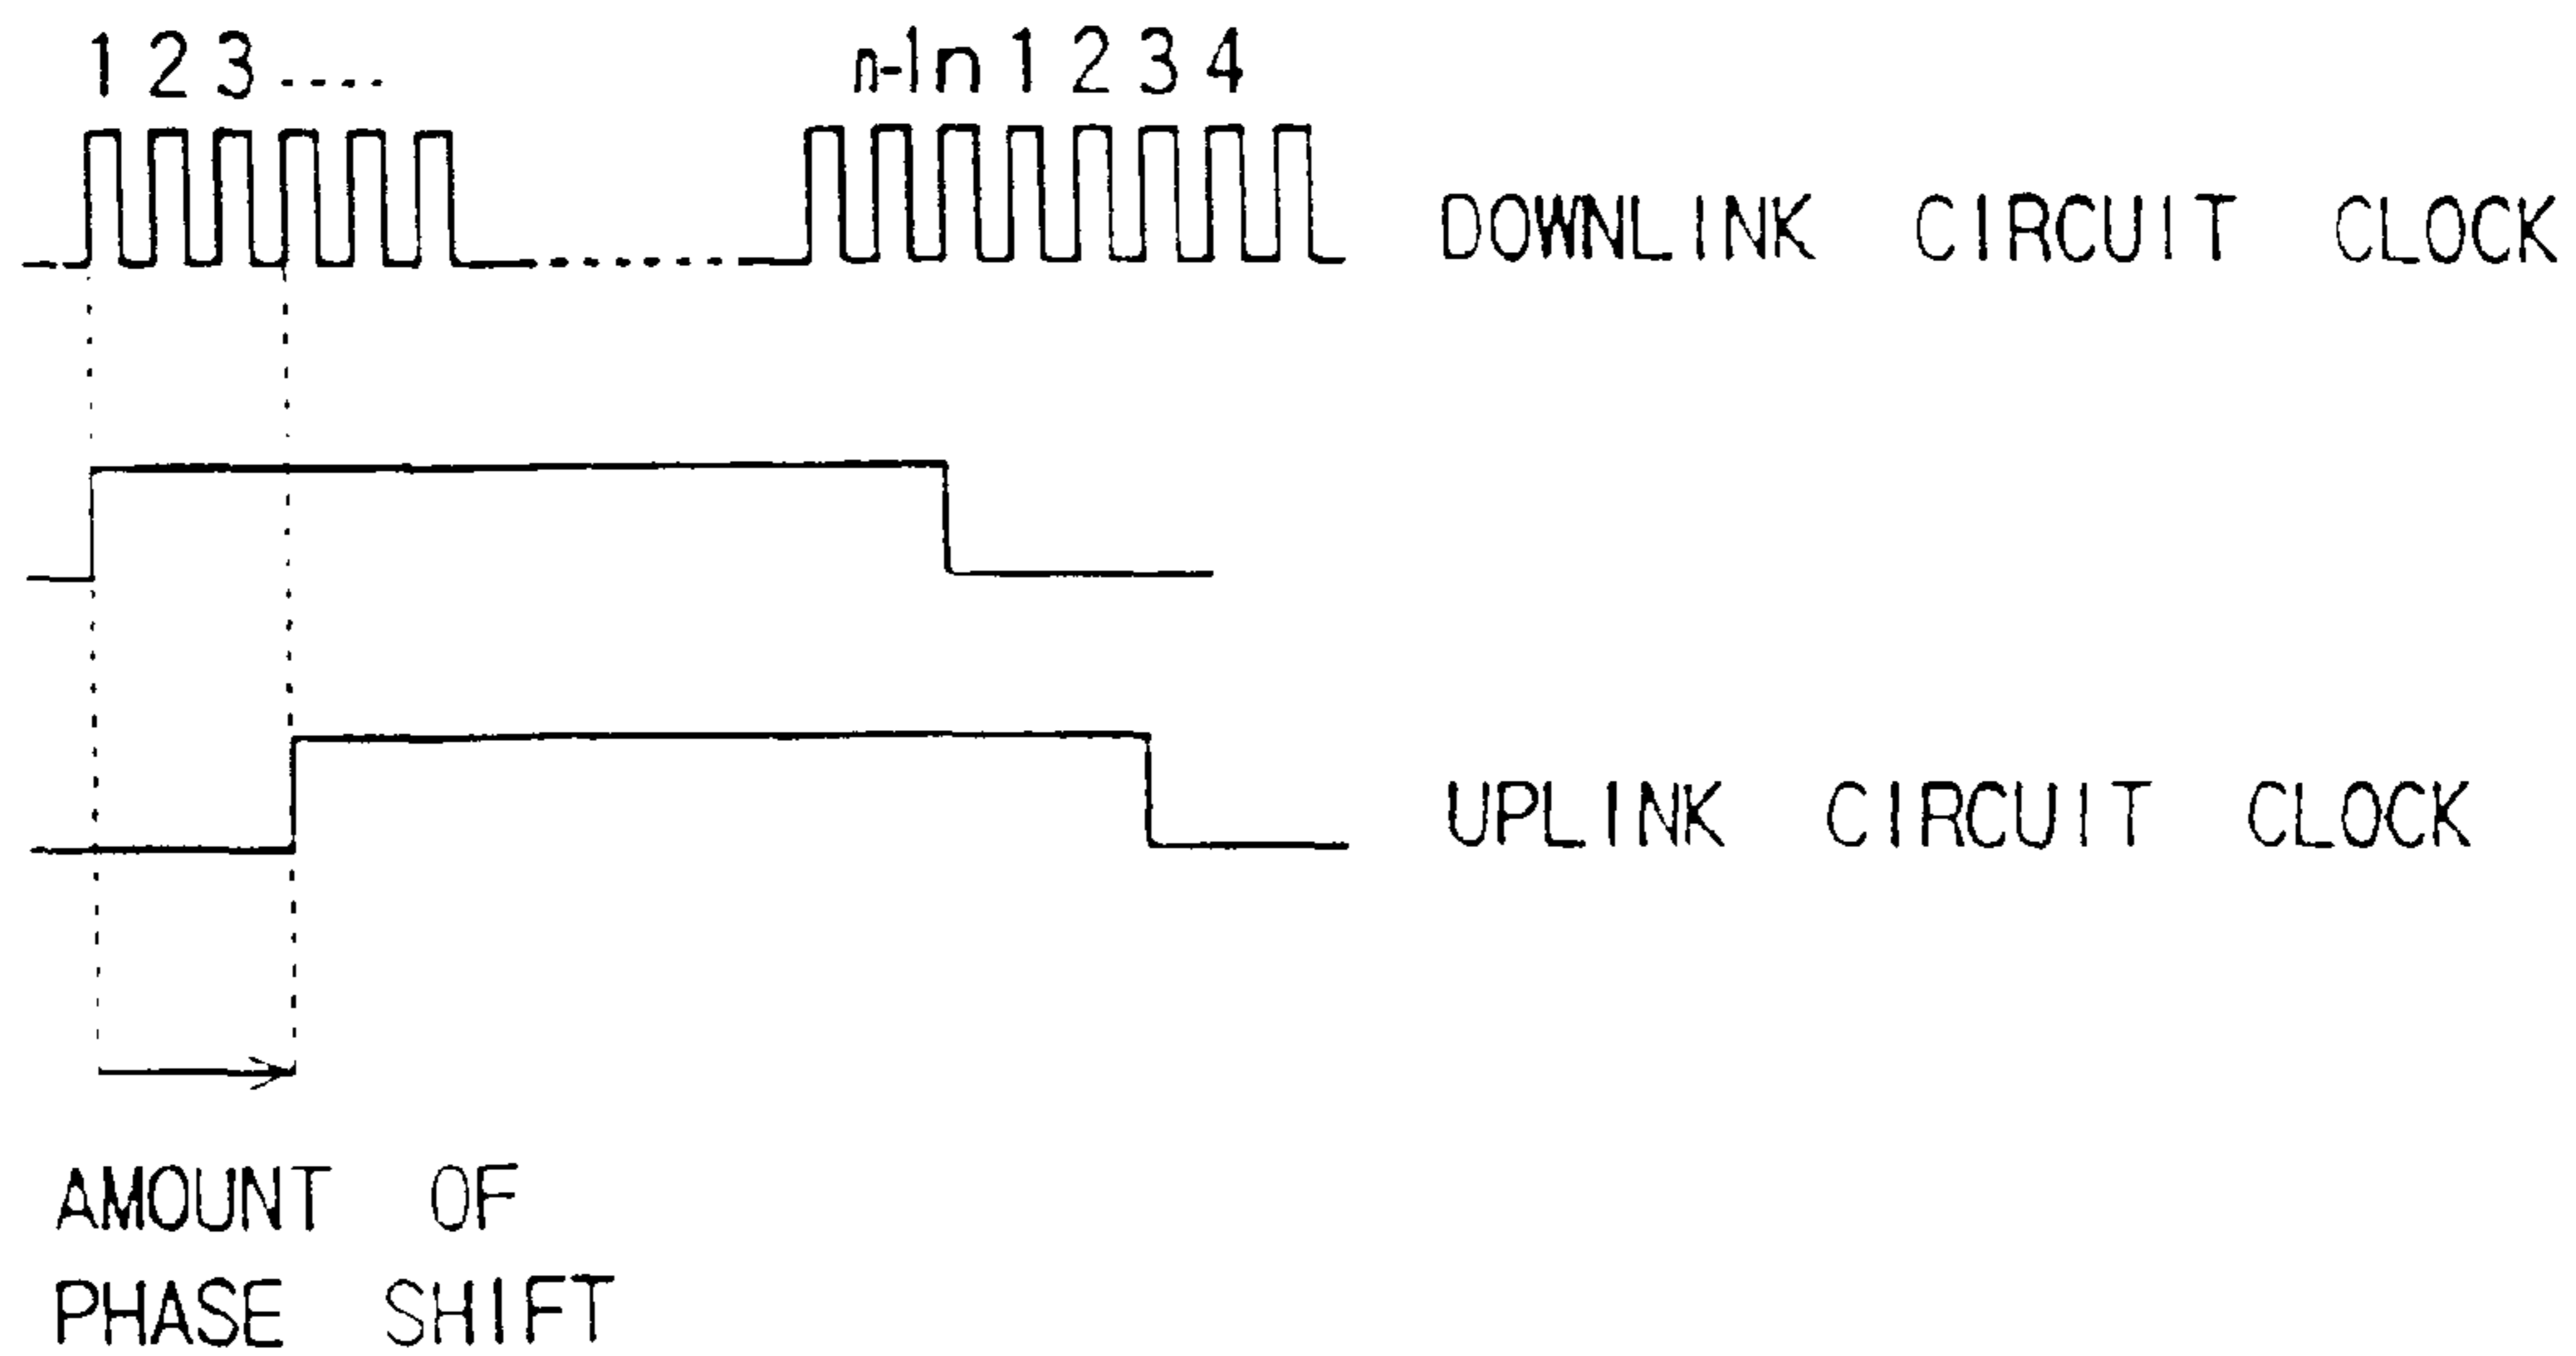 1 2 3 ---- n-1 n 1 2 3 4
DOWNLINK CIRCUIT CLOCK
UPLINK CIRCUIT CLOCK
AMOUNT OF
PHASE SHIFT